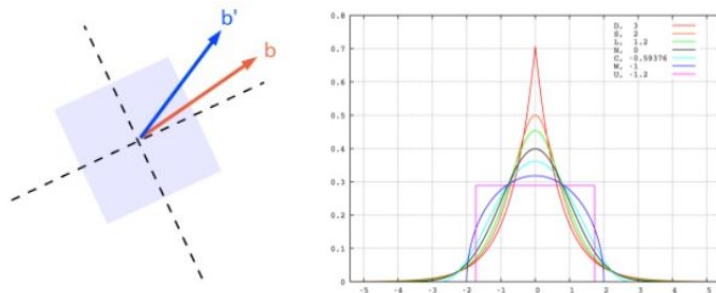 b'
b
0.8
0.7
0.6
0.5
0.4
0.3
0.2
0.1
0
-5 -4 -3 -2 -1 0 1 2 3 4 5
D, 3
S, 2
L, 1.2
N, 0
C, -0.59376
W, -1
U, -1.2